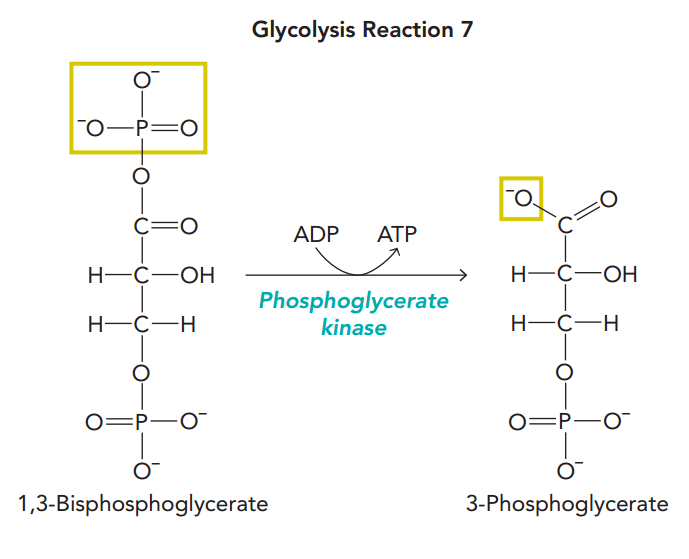 Glycolysis Reaction 7
O⁻
⁻O—P=O
O
C=O
H—C—OH
H—C—H
O
O=P—O⁻
O⁻
1,3-Bisphosphoglycerate
ADP ATP
Phosphoglycerate
kinase
⁻O O
C
H—C—OH
H—C—H
O
O=P—O⁻
O⁻
3-Phosphoglycerate